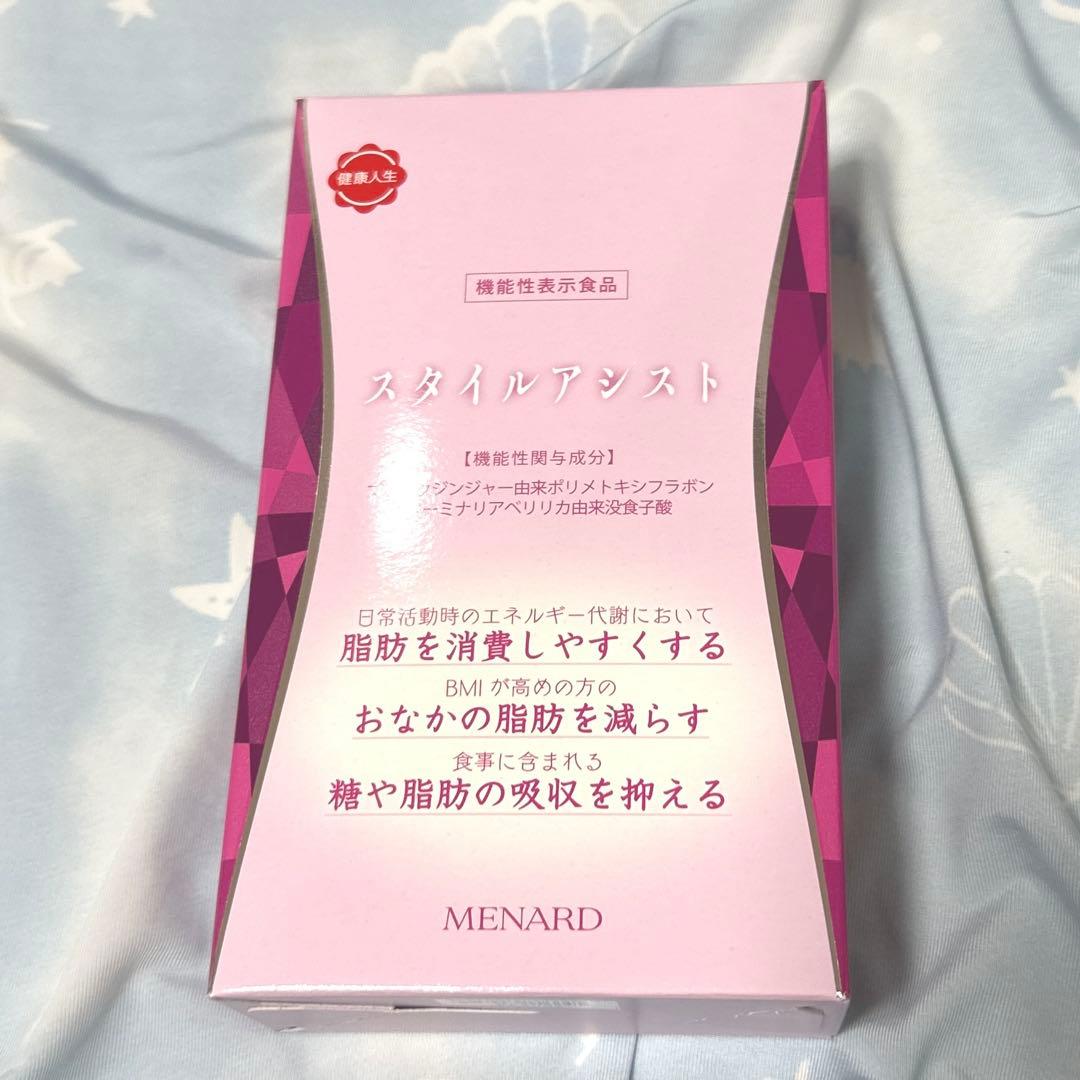 健康人生
機能性表示食品
スタイルアシスト
【機能性関与成分】
ジンジャー由来ポリメトキシフラボン
ーミナリアベリリカ由来没食子酸
日常活動時のエネルギー代謝において
脂肪を消費しやすくする
BMIが高めの方の
おなかの脂肪を減らす
食事に含まれる
糖や脂肪の吸収を抑える
MENARD